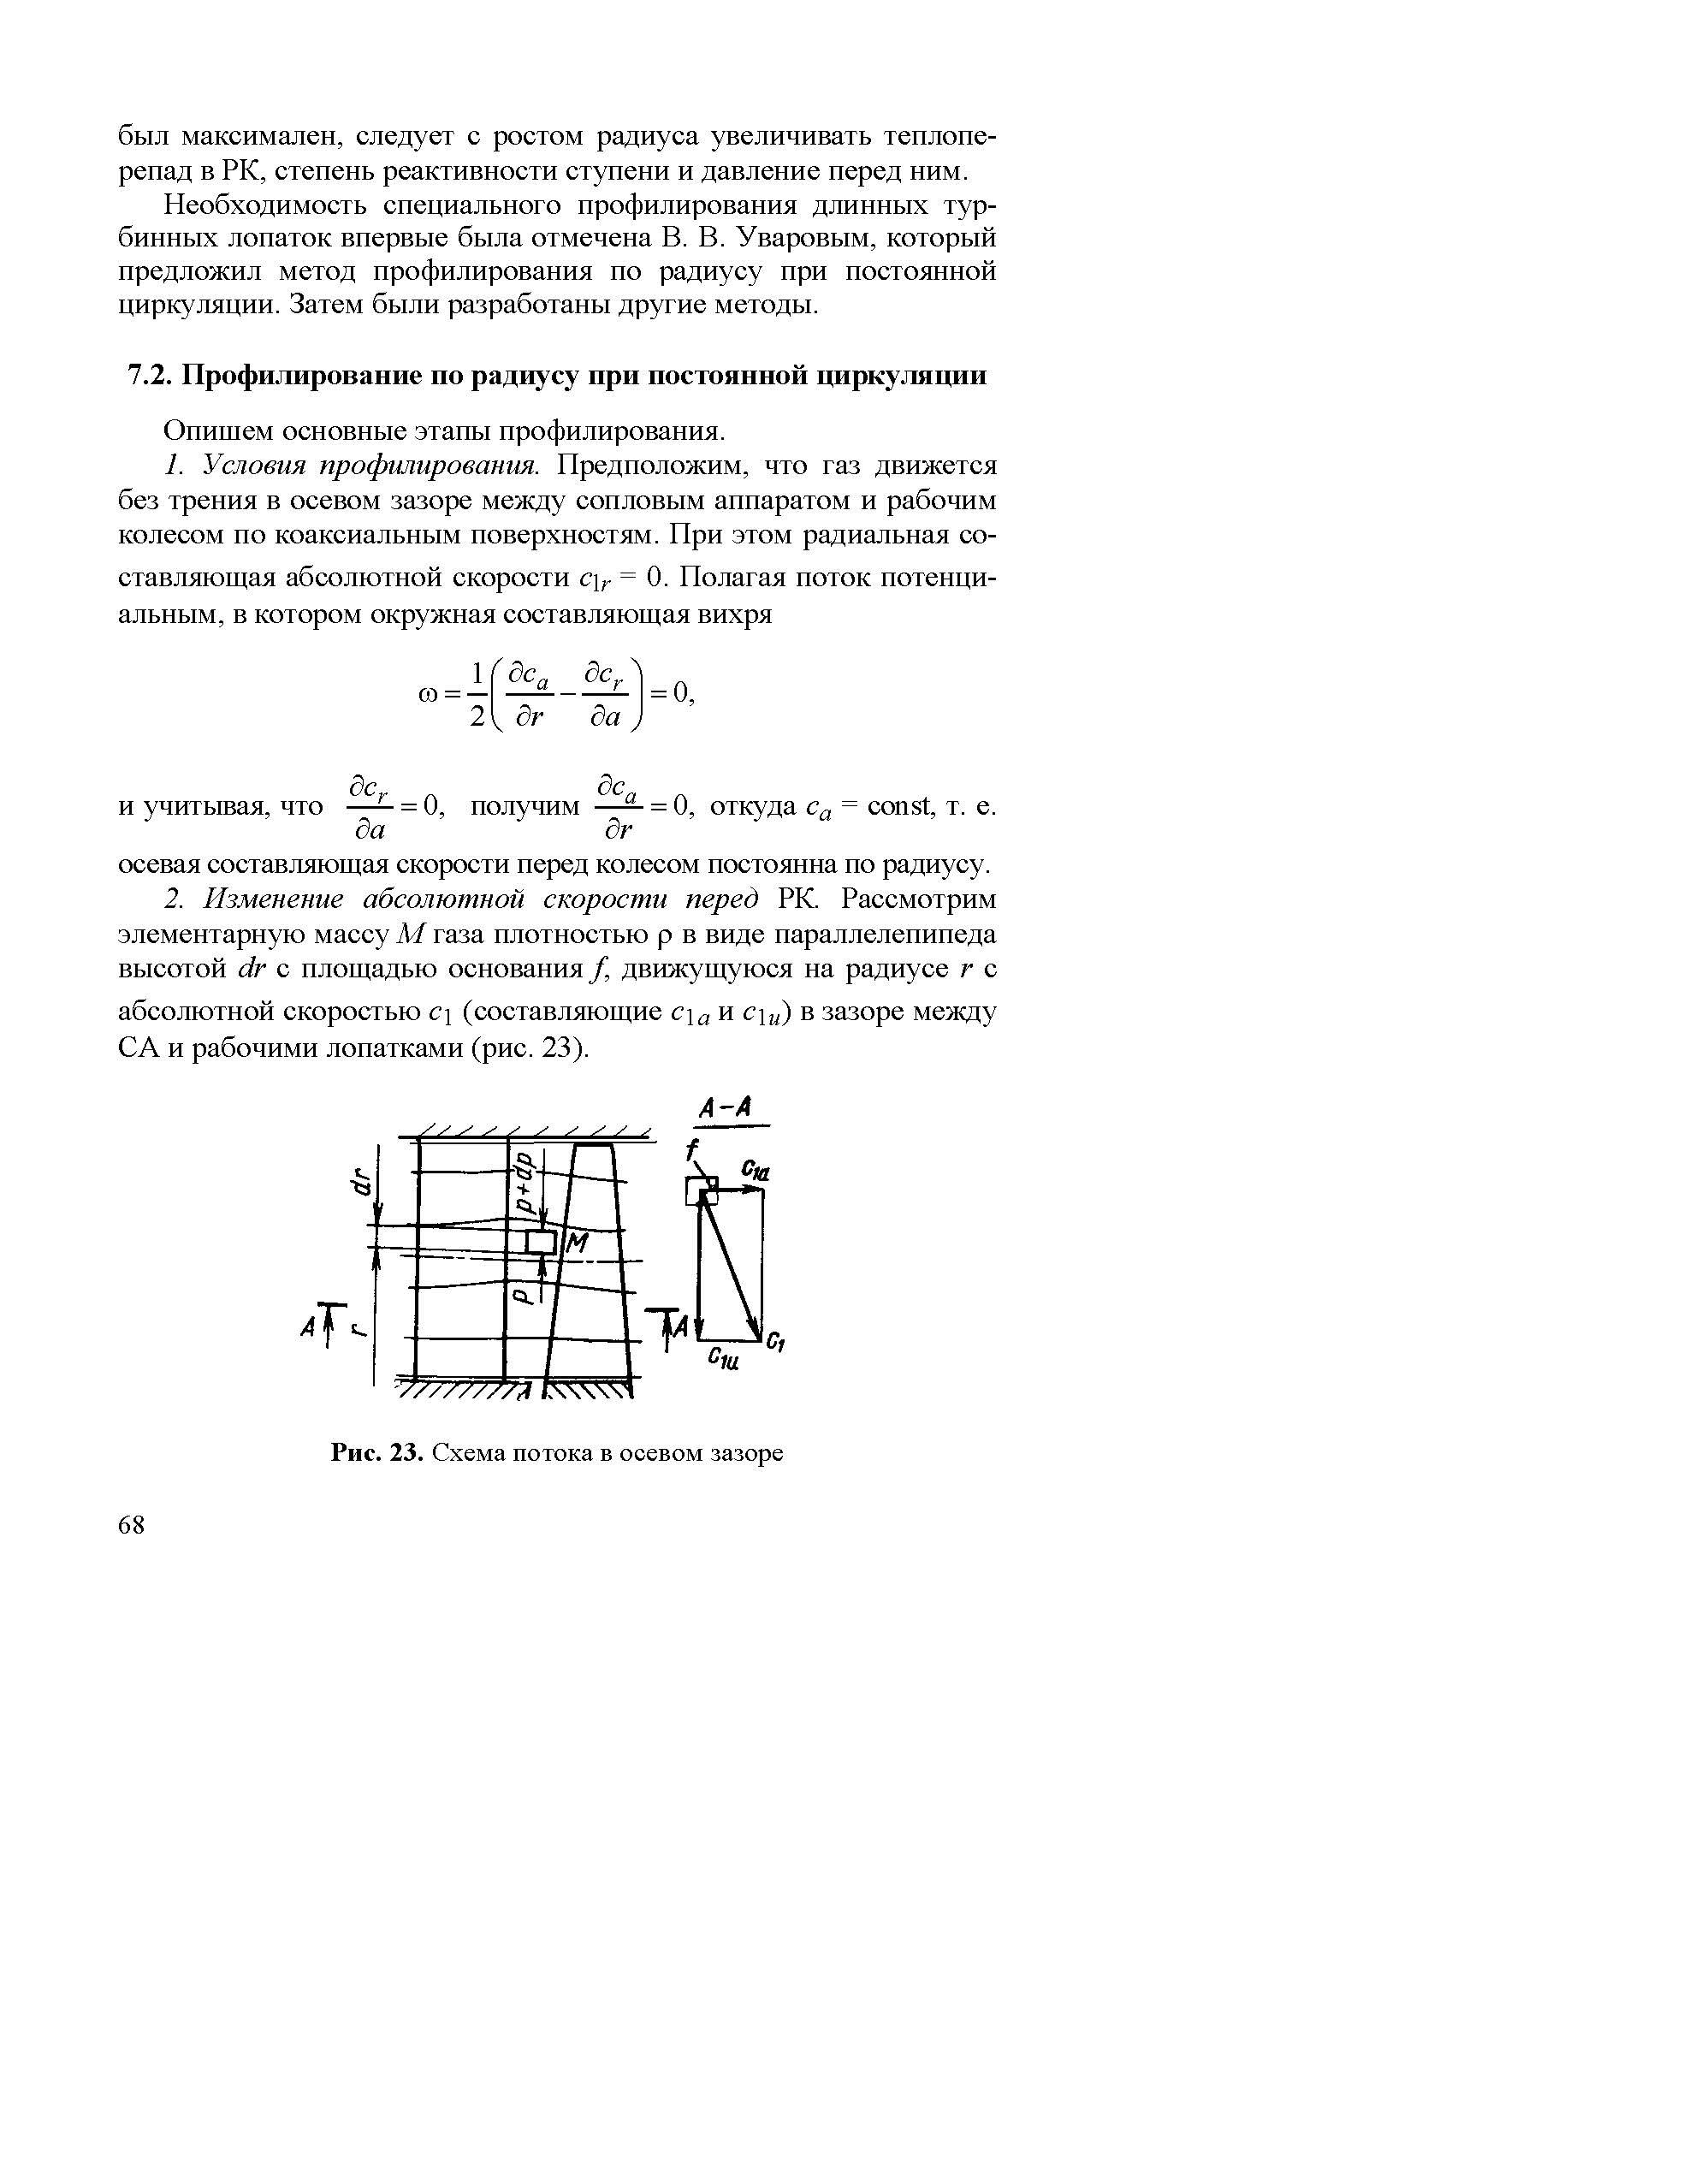 был максимален, следует с ростом радиуса увеличивать теплопе-
репад в РК, степень реактивности ступени и давление перед ним.
Необходимость специального профилирования длинных тур-
бинных лопаток впервые была отмечена В. В. Уваровым, который
предложил метод профилирования по радиусу при постоянной
циркуляции. Затем были разработаны другие методы.
7.2. Профилирование по радиусу при постоянной циркуляции
Опишем основные этапы профилирования.
1. Условия профилирования. Предположим, что газ движется
без трения в осевом зазоре между сопловым аппаратом и рабочим
колесом по коаксиальным поверхностям. При этом радиальная со-
ставляющая абсолютной скорости c₁ᵣ = 0. Полагая поток потенци-
альным, в котором окружная составляющая вихря
ω = 1/2 (∂cₐ/∂r − ∂cᵣ/∂a) = 0,
и учитывая, что ∂cᵣ/∂a = 0, получим ∂cₐ/∂r = 0, откуда cₐ = const, т. е.
осевая составляющая скорости перед колесом постоянна по радиусу.
2. Изменение абсолютной скорости перед РК. Рассмотрим
элементарную массу M газа плотностью ρ в виде параллелепипеда
высотой dr с площадью основания f, движущуюся на радиусе r с
абсолютной скоростью c₁ (составляющие c₁ₐ и c₁ᵤ) в зазоре между
СА и рабочими лопатками (рис. 23).
A–A
f
c₁ₐ
dr
p+dp
M
p
A
r
A
c₁
c₁ᵤ
Рис. 23. Схема потока в осевом зазоре
68